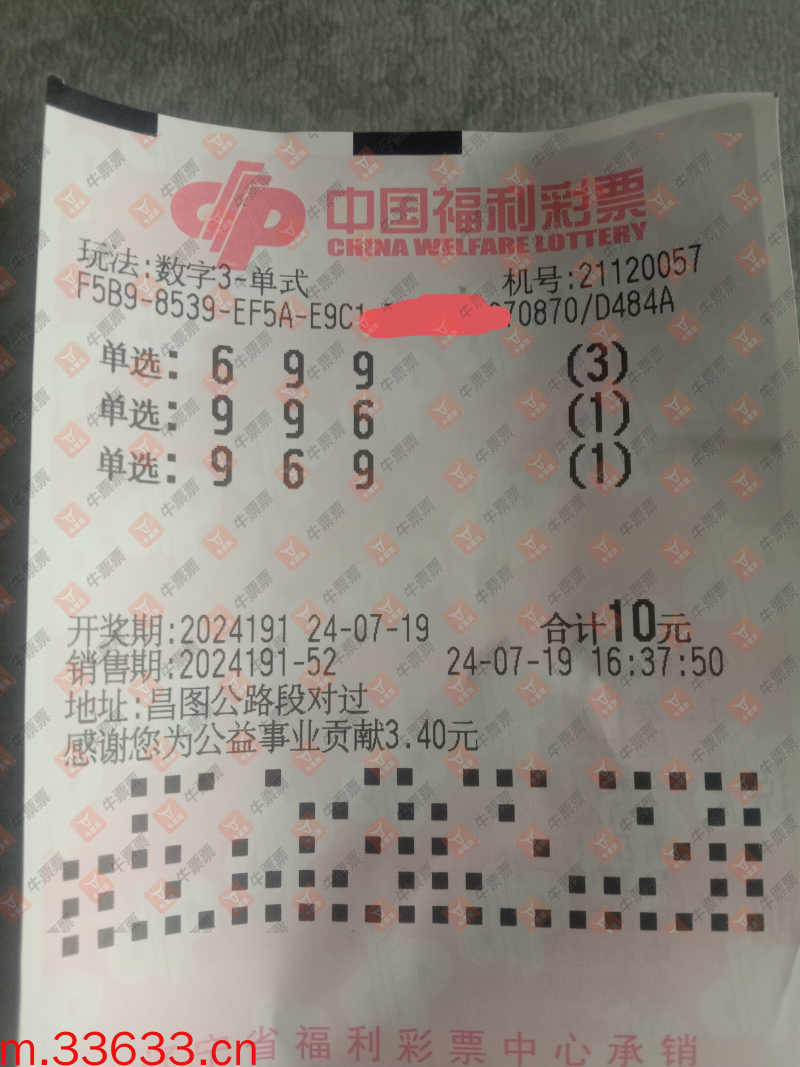 中国福利彩票
CHINA WELFARE LOTTERY
玩法:数字3-单式 机号:21120057
F5B9-8539-EF5A-E9C1 70870/D484A
单选: 6 9 9 (3)
单选: 9 9 6 (1)
单选: 9 6 9 (1)
开奖期:2024191 24-07-19 合计10元
销售期:2024191-52 24-07-19 16:37:50
地址:昌图公路段对过
感谢您为公益事业贡献3.40元
省福利彩票中心承销
m.33633.cn
牛票票